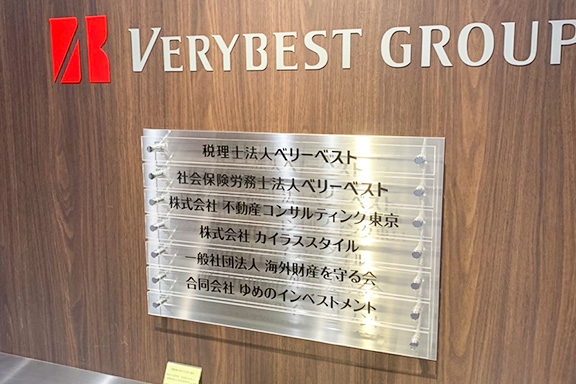 VERYBEST GROUP
税理士法人ベリーベスト
社会保険労務士法人ベリーベスト
株式会社 不動産コンサルティング東京
株式会社 カイラススタイル
一般社団法人 海外財産を守る会
合同会社 ゆめのインベストメント